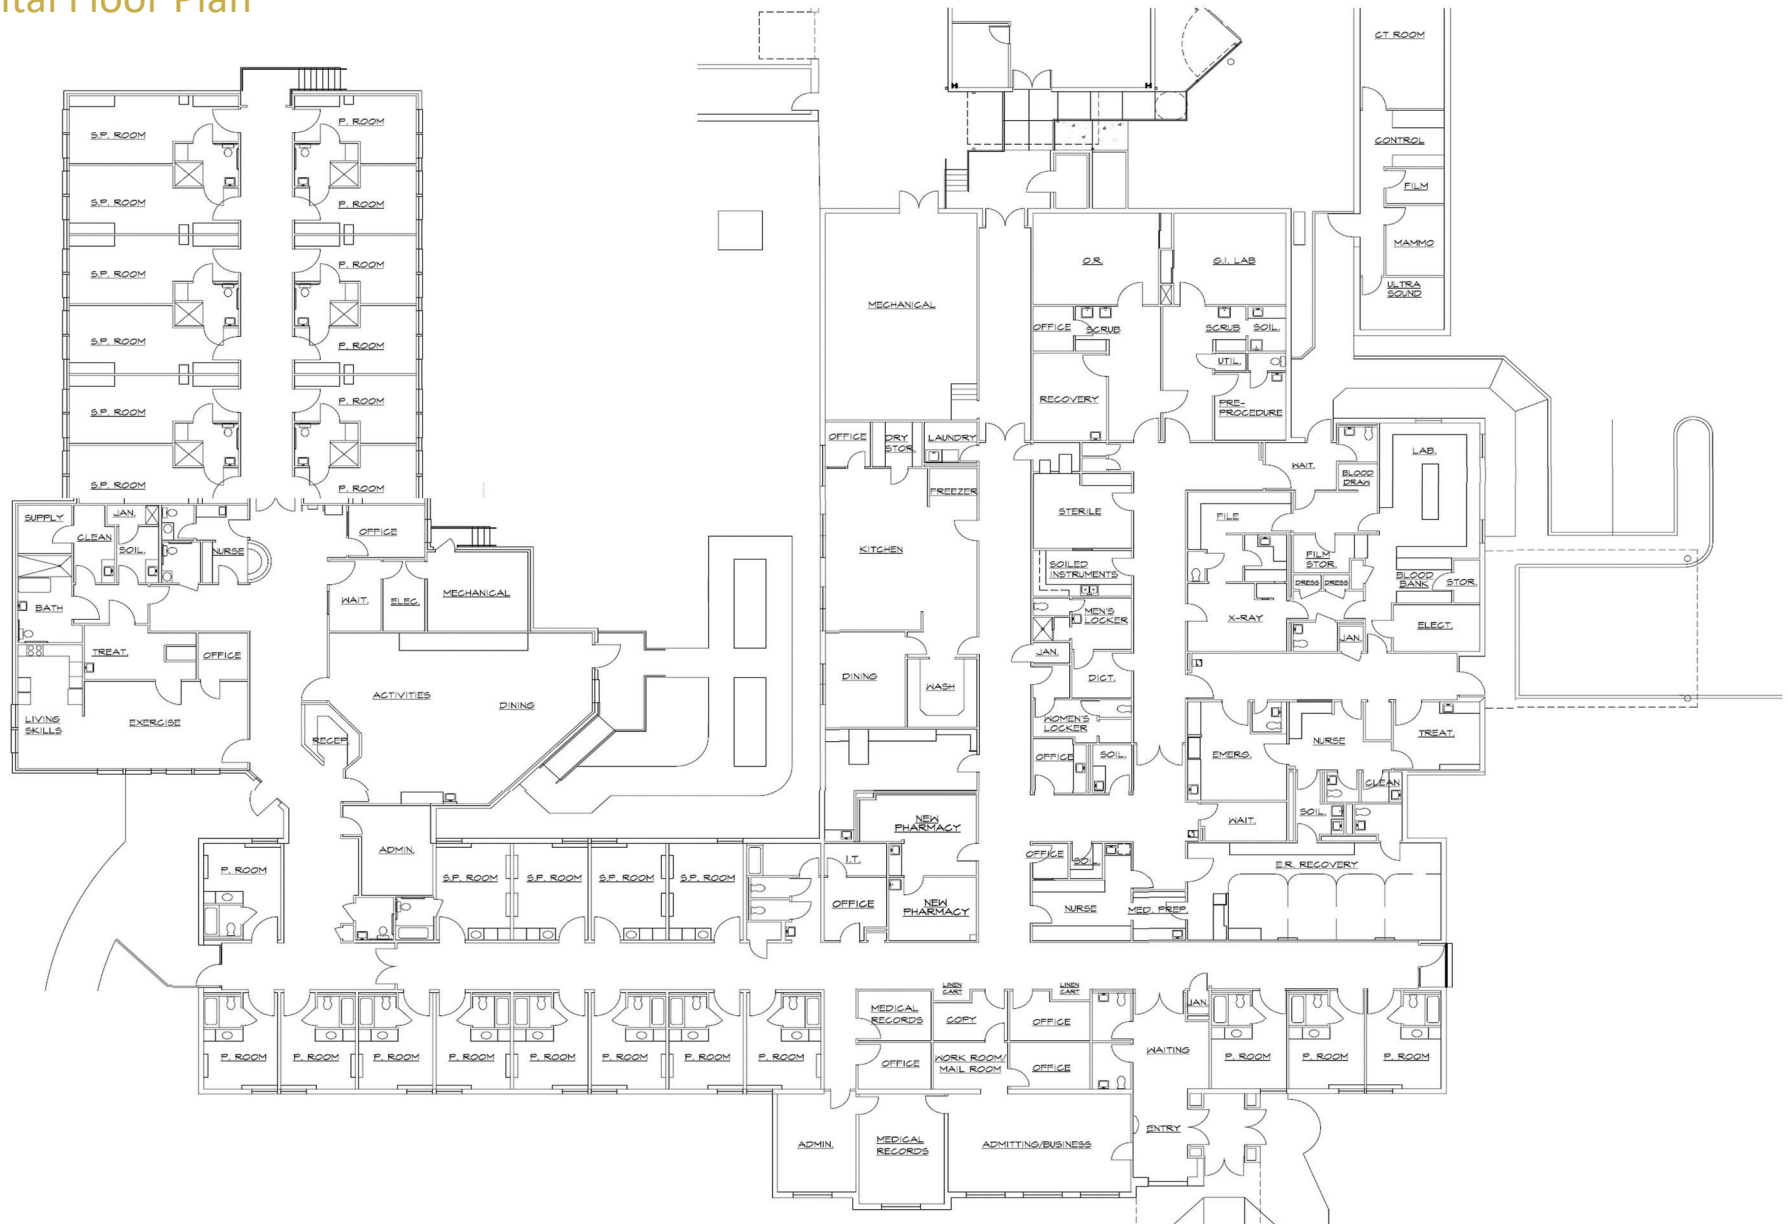 ital Floor Plan
CT ROOM
CONTROL
FILM
MAMMO
ULTRA
SOUND
S.P. ROOM
P. ROOM
S.P. ROOM
P. ROOM
S.P. ROOM
P. ROOM
S.P. ROOM
P. ROOM
S.P. ROOM
P. ROOM
S.P. ROOM
P. ROOM
MECHANICAL
O.R.
G.I. LAB
OFFICE
SCRUB
SCRUB
SOIL.
UTIL.
RECOVERY
PRE-
PROCEDURE
OFFICE
DRY
STOR.
LAUNDRY
FREEZER
WAIT.
BLOOD
DRAW
LAB.
SUPPLY
JAN.
CLEAN
SOIL.
NURSE
OFFICE
BATH
WAIT.
ELEC.
MECHANICAL
KITCHEN
STERILE
FILE
SOILED
INSTRUMENTS
FILM
STOR.
DRESS
DRESS
BLOOD
BANK
STOR.
MEN'S
LOCKER
X-RAY
JAN.
ELECT.
TREAT.
OFFICE
JAN.
DICT.
LIVING
SKILLS
EXERCISE
ACTIVITIES
DINING
RECEP.
DINING
WASH
WOMEN'S
LOCKER
OFFICE
SOIL.
EMERG.
NURSE
TREAT.
CLEAN
WAIT.
SOIL.
NEW
PHARMACY
ADMIN.
P. ROOM
S.P. ROOM
S.P. ROOM
S.P. ROOM
S.P. ROOM
I.T.
OFFICE
NEW
PHARMACY
OFFICE
SOIL.
NURSE
MED. PREP.
E.R. RECOVERY
LINEN
CART
LINEN
CART
MEDICAL
RECORDS
COPY
OFFICE
JAN.
P. ROOM
P. ROOM
P. ROOM
P. ROOM
P. ROOM
P. ROOM
P. ROOM
P. ROOM
OFFICE
WORK ROOM/
MAIL ROOM
OFFICE
WAITING
P. ROOM
P. ROOM
P. ROOM
ADMIN.
MEDICAL
RECORDS
ADMITTING/BUSINESS
ENTRY